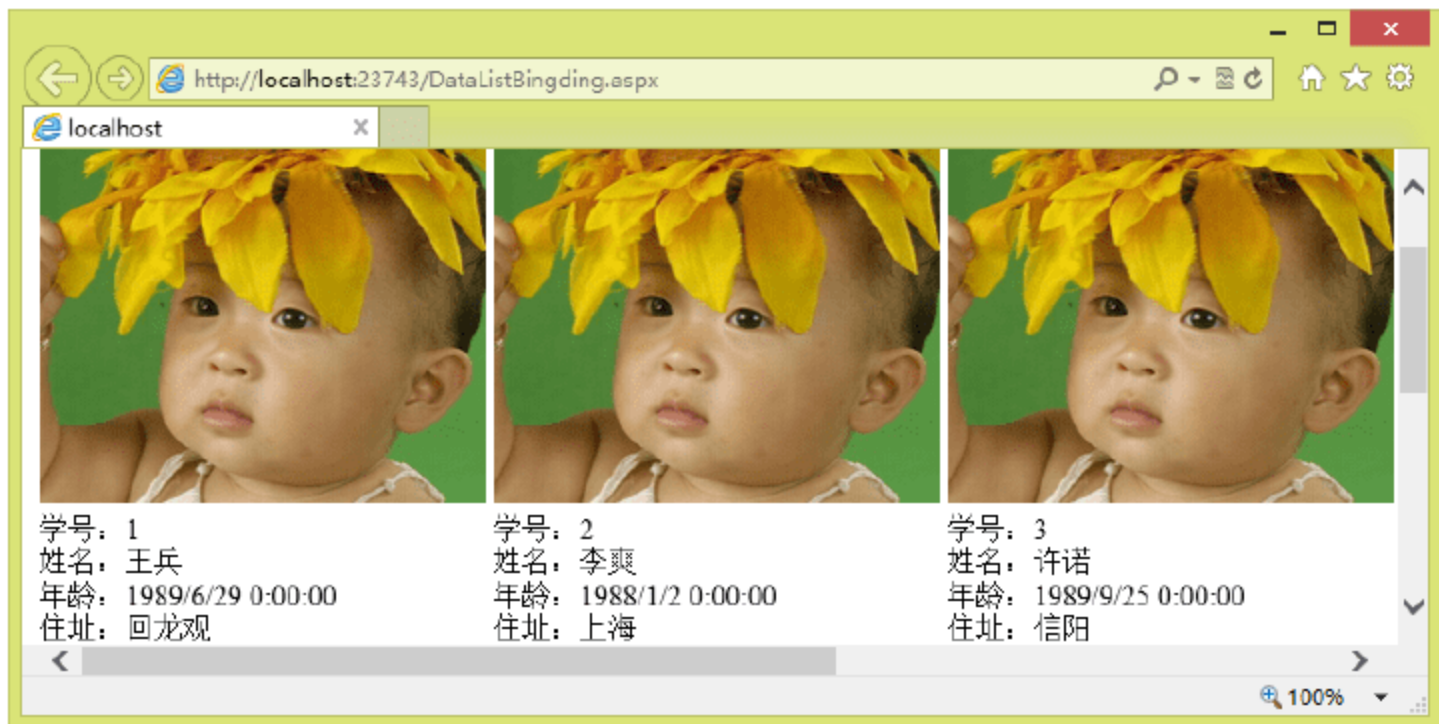 http://localhost:23743/DataListBingding.aspx
localhost
学号：1
姓名：王兵
年龄：1989/6/29 0:00:00
住址：回龙观
学号：2
姓名：李爽
年龄：1988/1/2 0:00:00
住址：上海
学号：3
姓名：许诺
年龄：1989/9/25 0:00:00
住址：信阳
100%